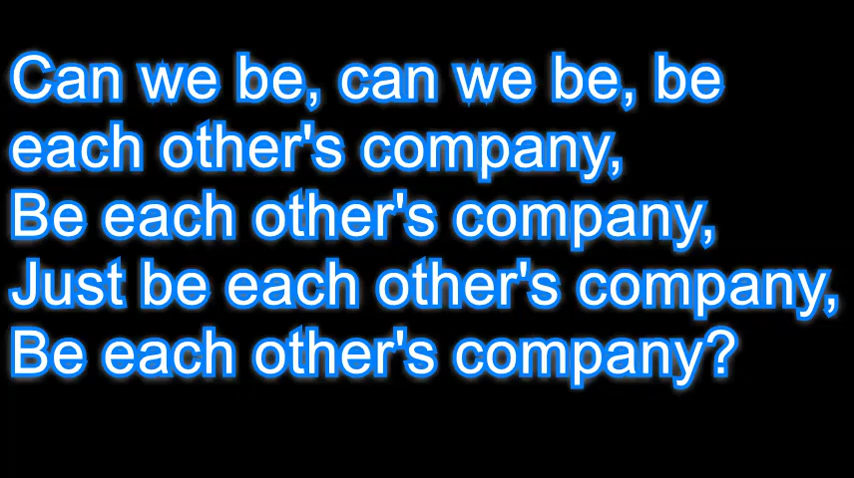 Can we be, can we be, be
each other's company,
Be each other's company,
Just be each other's company,
Be each other's company?